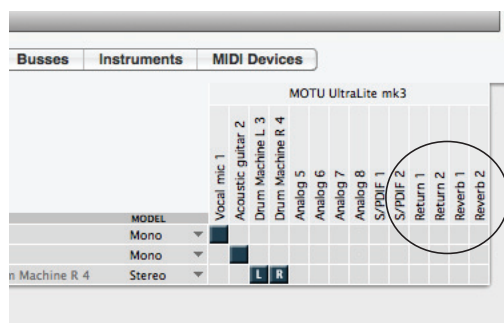 Busses
Instruments
MIDI Devices
MOTU UltraLite mk3
Vocal mic 1
Acoustic guitar 2
Drum Machine L 3
Drum Machine R 4
Analog 5
Analog 6
Analog 7
Analog 8
S/PDIF 1
S/PDIF 2
Return 1
Return 2
Reverb 1
Reverb 2
MODEL
Mono
Mono
m Machine R 4 Stereo L R